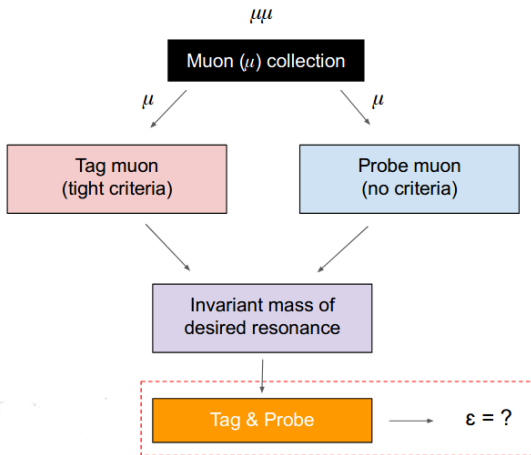 μμ
Muon (μ) collection
μ
μ
Tag muon
(tight criteria)
Probe muon
(no criteria)
Invariant mass of
desired resonance
Tag & Probe
ε = ?